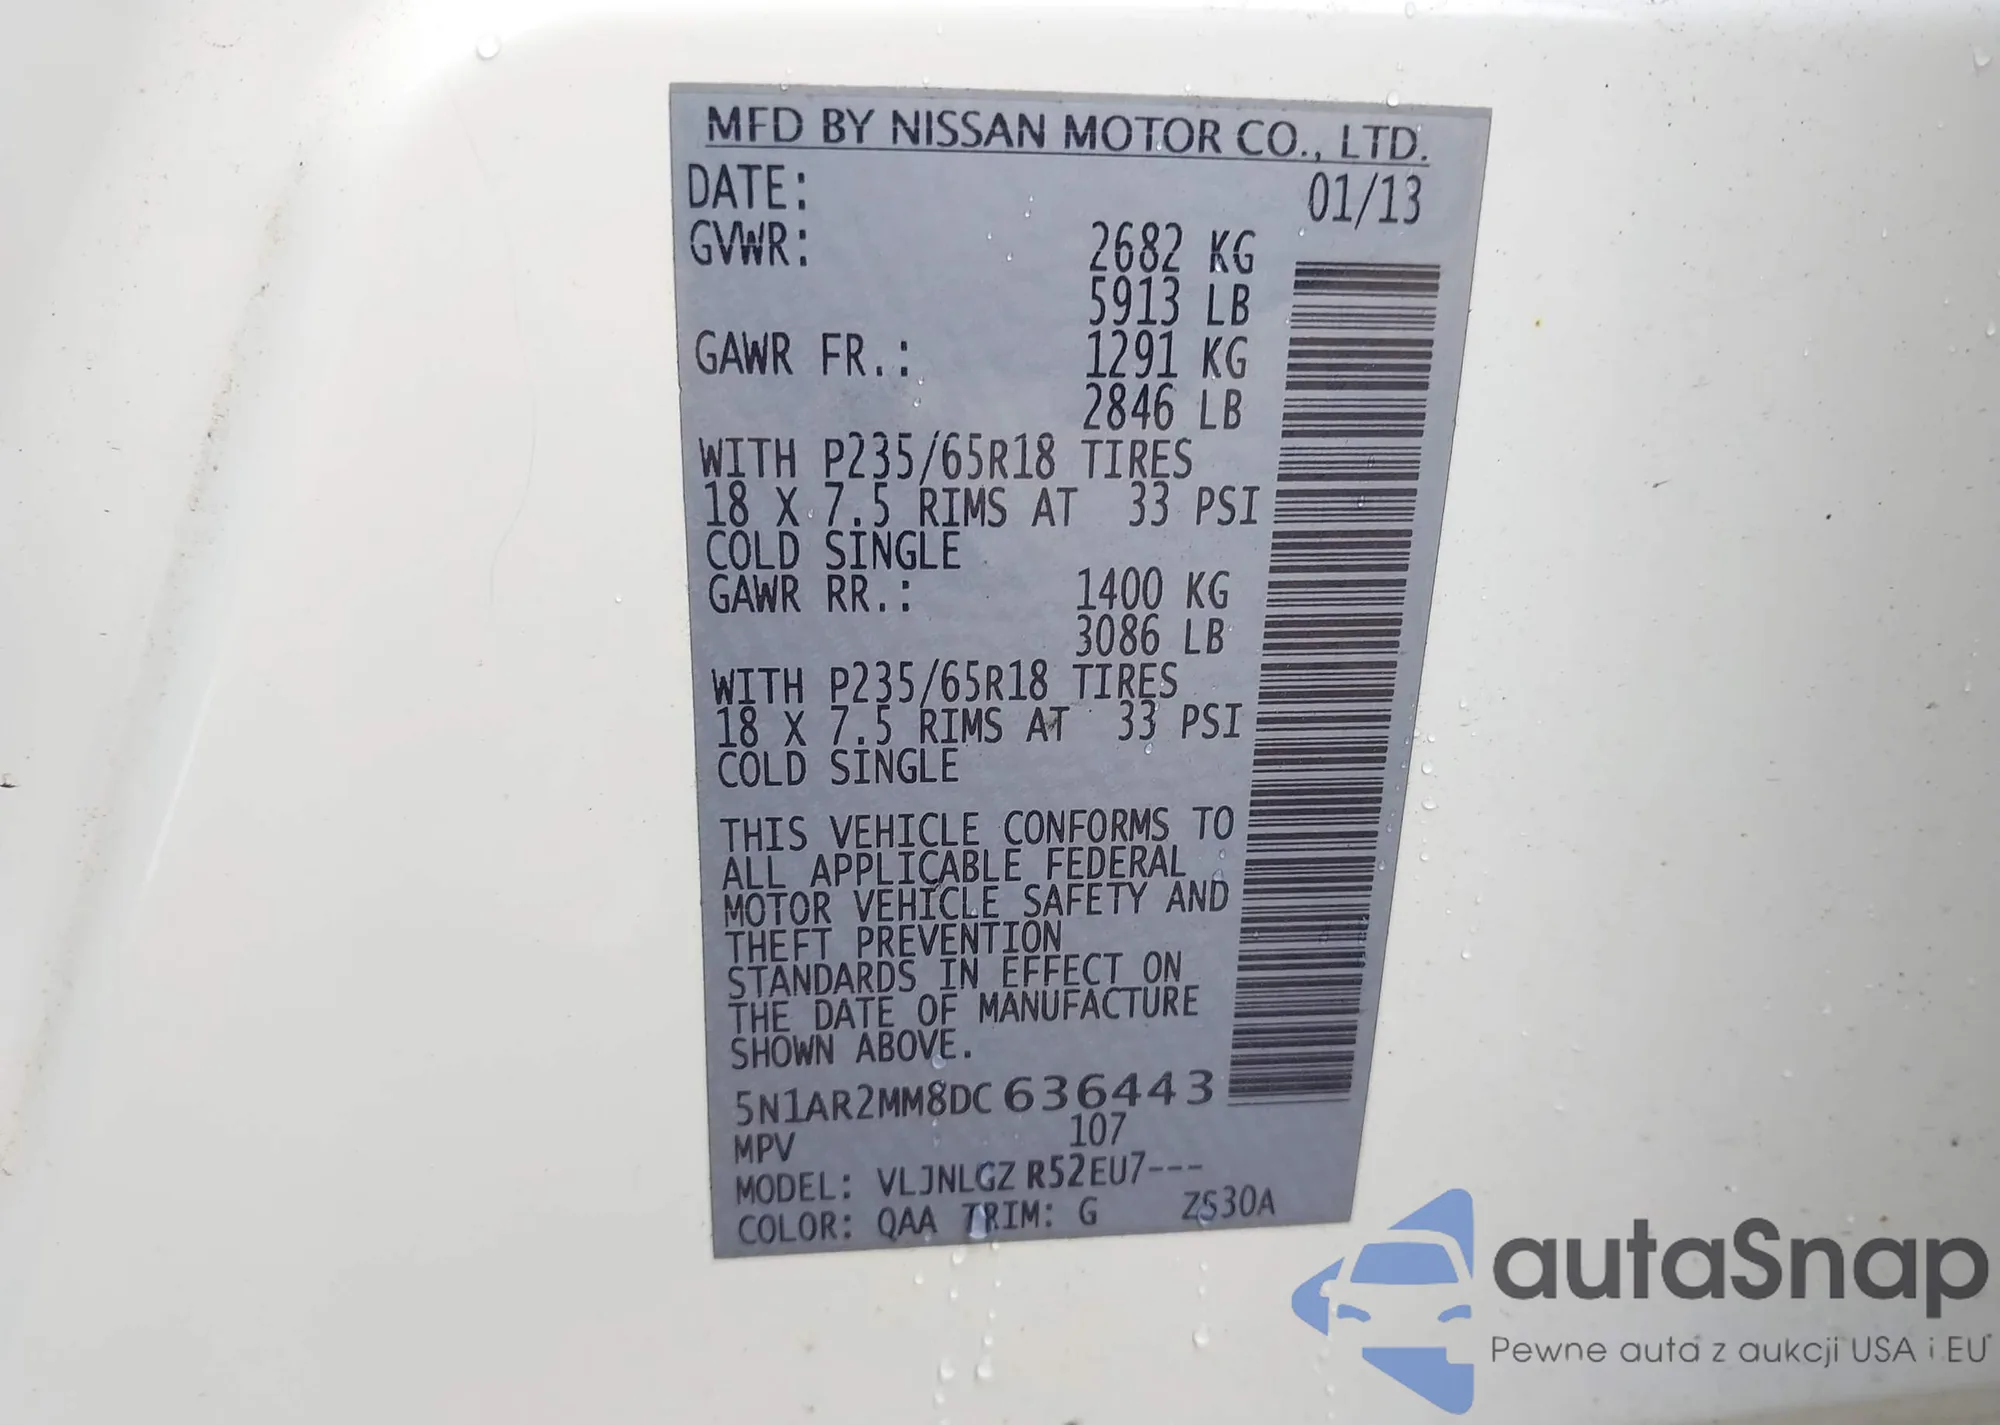 MFD BY NISSAN MOTOR CO., LTD.
DATE: 01/13
GVWR: 2682 KG
5913 LB
GAWR FR.: 1291 KG
2846 LB
WITH P235/65R18 TIRES
18 X 7.5 RIMS AT 33 PSI
COLD SINGLE
GAWR RR.: 1400 KG
3086 LB
WITH P235/65R18 TIRES
18 X 7.5 RIMS AT 33 PSI
COLD SINGLE
THIS VEHICLE CONFORMS TO
ALL APPLICABLE FEDERAL
MOTOR VEHICLE SAFETY AND
THEFT PREVENTION
STANDARDS IN EFFECT ON
THE DATE OF MANUFACTURE
SHOWN ABOVE.
5N1AR2MM8DC636443
MPV 107
MODEL: VLJNLGZ R52EU7---
COLOR: QAA TRIM: G ZS30A
autaSnap
Pewne auta z aukcji USA i EU